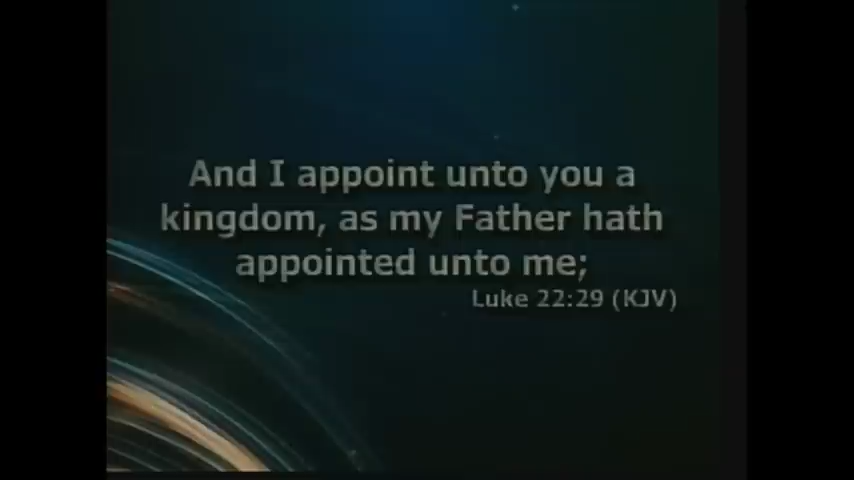 And I appoint unto you a
kingdom, as my Father hath
appointed unto me;
Luke 22:29 (KJV)